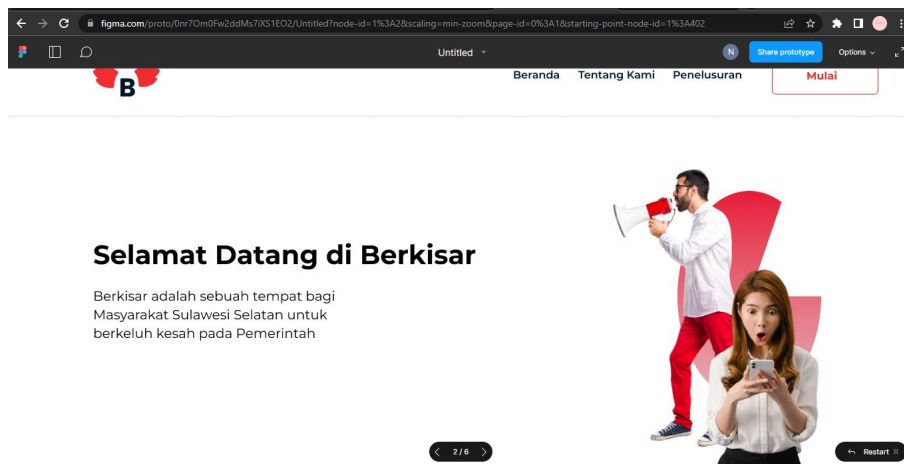 figma.com/proto/0nr7Om0Fw2ddMs7iXS1EO2/Untitled?node-id=1%3A2&scaling=min-zoom&page-id=0%3A1&starting-point-node-id=1%3A402
Untitled
N
Share prototype
Options
B
Beranda Tentang Kami Penelusuran Mulai
Selamat Datang di Berkisar
Berkisar adalah sebuah tempat bagi
Masyarakat Sulawesi Selatan untuk
berkeluh kesah pada Pemerintah
2 / 6
Restart R